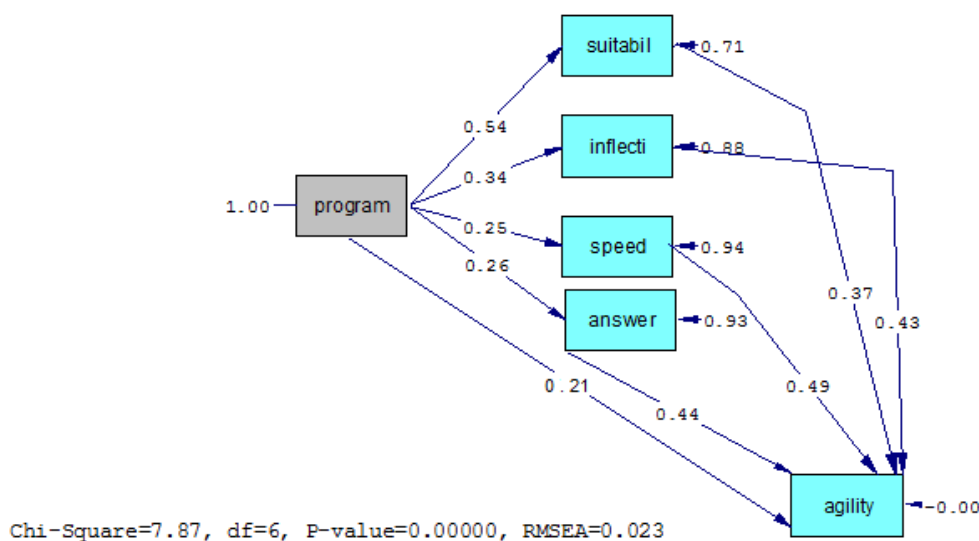 suitabil
0.71
0.54
inflecti
0.88
0.34
1.00
program
0.25
speed
0.94
0.26
answer
0.93
0.37
0.43
0.21
0.49
0.44
agility
-0.00
Chi-Square=7.87, df=6, P-value=0.00000, RMSEA=0.023